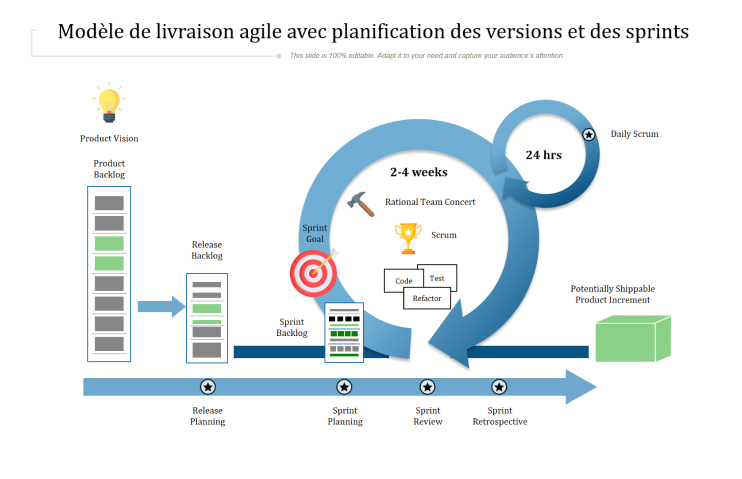 Modèle de livraison agile avec planification des versions et des sprints
This slide is 100% editable. Adapt it to your need and capture your audience's attention
Product Vision
Product
Backlog
Release
Backlog
Sprint
Goal
Sprint
Backlog
2-4 weeks
Rational Team Concert
Scrum
Code
Test
Refactor
24 hrs
Daily Scrum
Potentially Shippable
Product Increment
Release
Planning
Sprint
Planning
Sprint
Review
Sprint
Retrospective